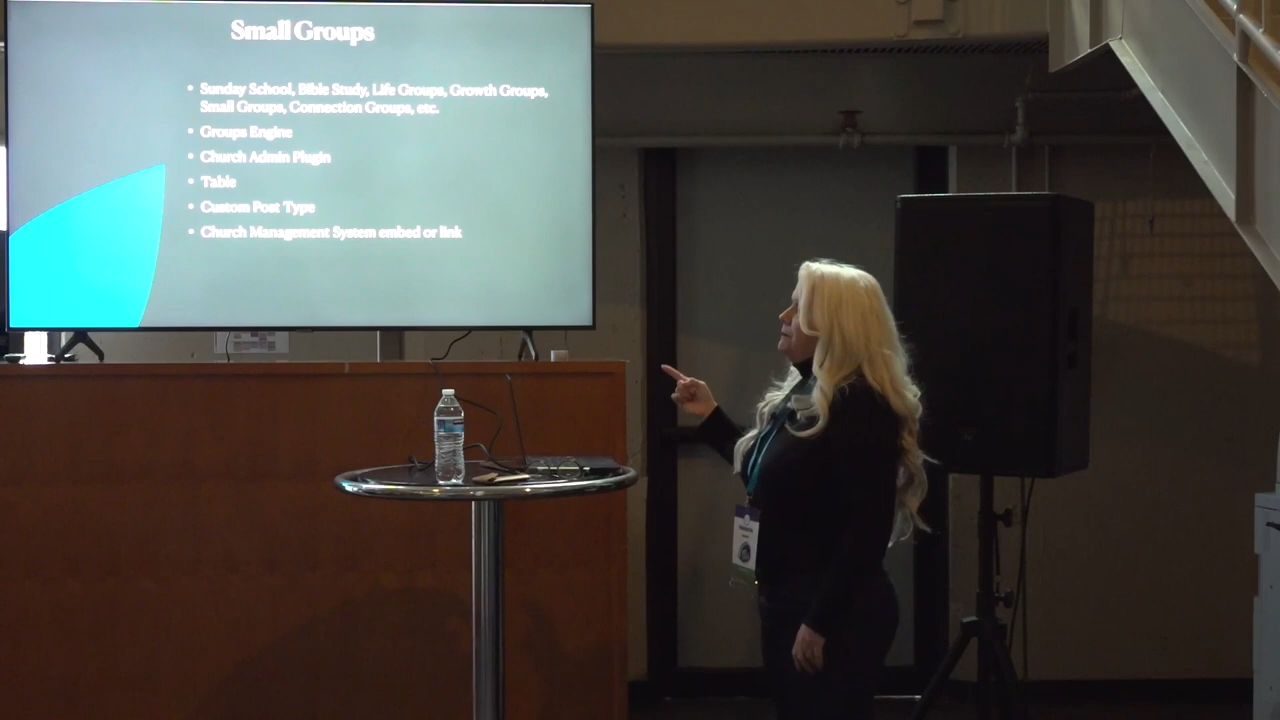 Small Groups
• Sunday School, Bible Study, Life Groups, Growth Groups,
Small Groups, Connection Groups, etc.
• Groups Engine
• Church Admin Plugin
• Table
• Custom Post Type
• Church Management System embed or link